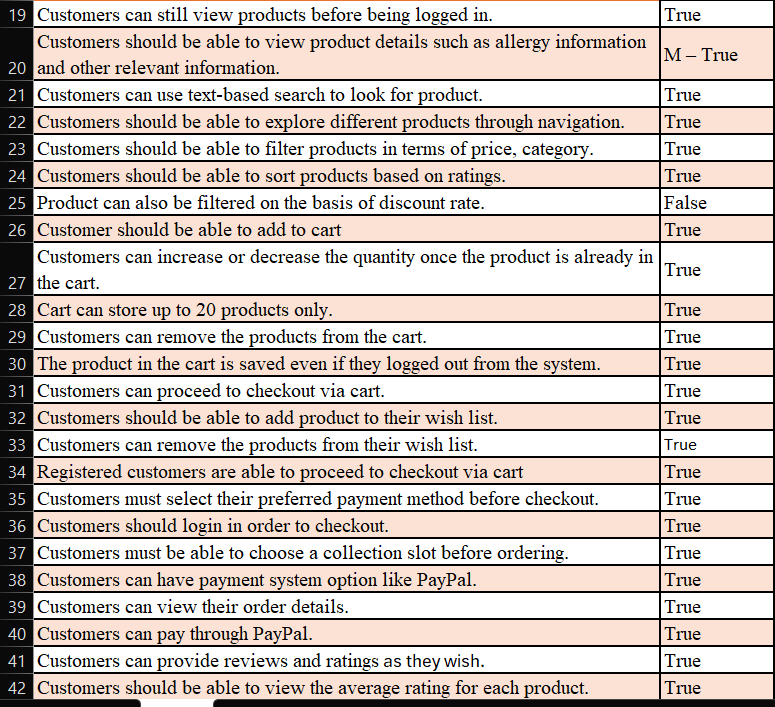 19 Customers can still view products before being logged in. True
Customers should be able to view product details such as allergy information
20 and other relevant information. M – True
21 Customers can use text-based search to look for product. True
22 Customers should be able to explore different products through navigation. True
23 Customers should be able to filter products in terms of price, category. True
24 Customers should be able to sort products based on ratings. True
25 Product can also be filtered on the basis of discount rate. False
26 Customer should be able to add to cart True
Customers can increase or decrease the quantity once the product is already in
27 the cart. True
28 Cart can store up to 20 products only. True
29 Customers can remove the products from the cart. True
30 The product in the cart is saved even if they logged out from the system. True
31 Customers can proceed to checkout via cart. True
32 Customers should be able to add product to their wish list. True
33 Customers can remove the products from their wish list. True
34 Registered customers are able to proceed to checkout via cart True
35 Customers must select their preferred payment method before checkout. True
36 Customers should login in order to checkout. True
37 Customers must be able to choose a collection slot before ordering. True
38 Customers can have payment system option like PayPal. True
39 Customers can view their order details. True
40 Customers can pay through PayPal. True
41 Customers can provide reviews and ratings as they wish. True
42 Customers should be able to view the average rating for each product. True